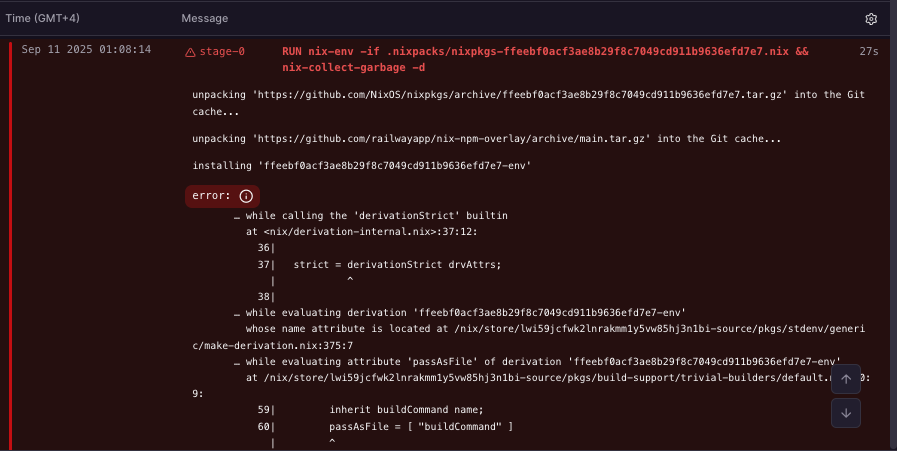 Time (GMT+4) Message
Sep 11 2025 01:08:14 stage-0 RUN nix-env -if .nixpacks/nixpkgs-ffeebf0acf3ae8b29f8c7049cd911b9636efd7e7.nix && 27s
nix-collect-garbage -d
unpacking 'https://github.com/NixOS/nixpkgs/archive/ffeebf0acf3ae8b29f8c7049cd911b9636efd7e7.tar.gz' into the Git
cache...
unpacking 'https://github.com/railwayapp/nix-npm-overlay/archive/main.tar.gz' into the Git cache...
installing 'ffeebf0acf3ae8b29f8c7049cd911b9636efd7e7-env'
error:
… while calling the 'derivationStrict' builtin
at <nix/derivation-internal.nix>:37:12:
36|
37| strict = derivationStrict drvAttrs;
| ^
38|
… while evaluating derivation 'ffeebf0acf3ae8b29f8c7049cd911b9636efd7e7-env'
whose name attribute is located at /nix/store/lwi59jcfwk2lnrakmm1y5vw85hj3n1bi-source/pkgs/stdenv/generi
c/make-derivation.nix:375:7
… while evaluating attribute 'passAsFile' of derivation 'ffeebf0acf3ae8b29f8c7049cd911b9636efd7e7-env'
at /nix/store/lwi59jcfwk2lnrakmm1y5vw85hj3n1bi-source/pkgs/build-support/trivial-builders/default. 0:
9:
59| inherit buildCommand name;
60| passAsFile = [ "buildCommand" ]
| ^